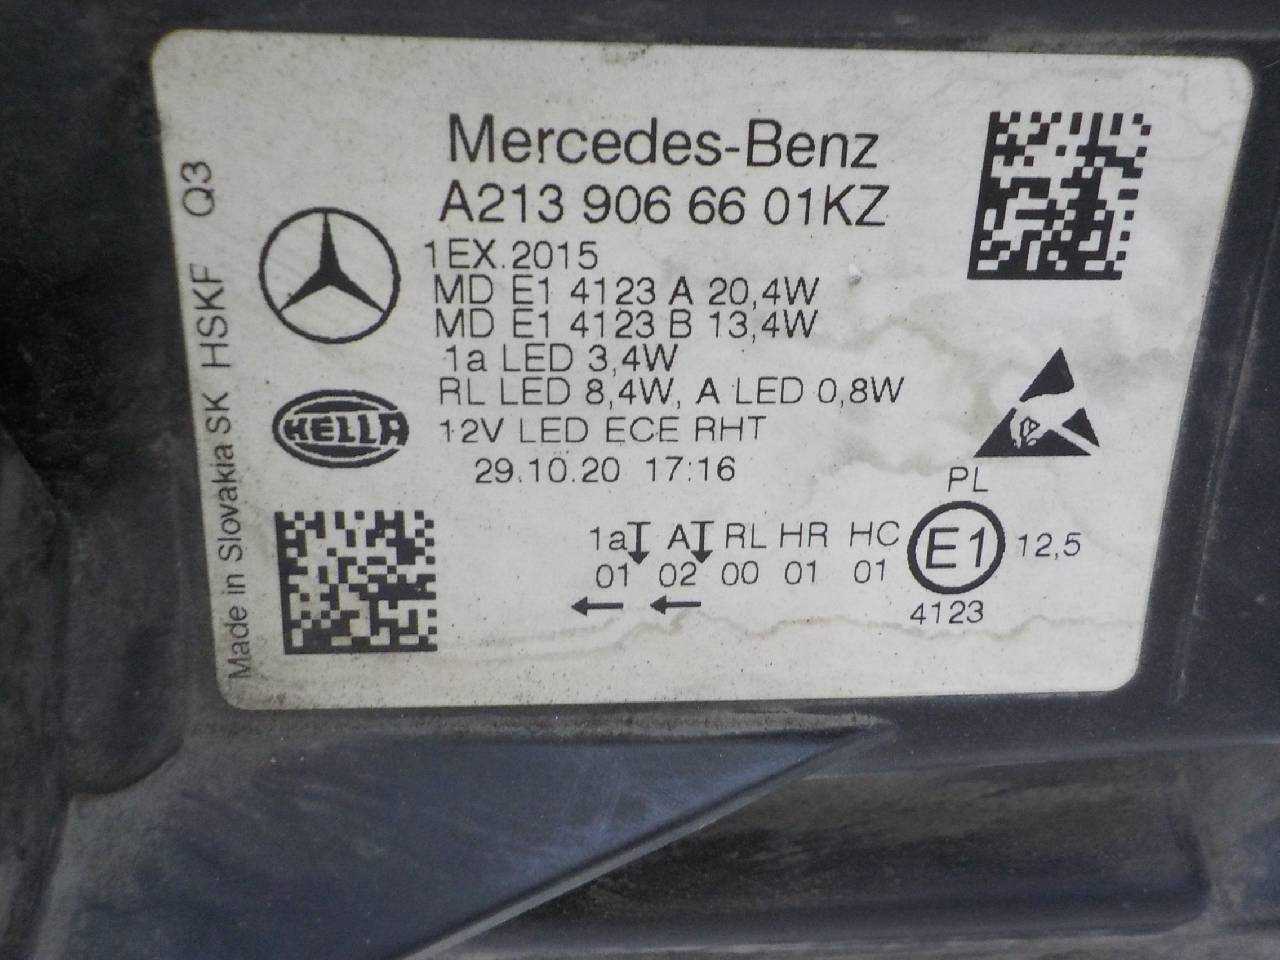 Mercedes-Benz
A213 906 66 01KZ
1EX.2015
MD E1 4123 A 20,4W
MD E1 4123 B 13,4W
1a LED 3,4W
RL LED 8,4W, A LED 0,8W
12V LED ECE RHT
29.10.20 17:16
HELLA
Made in Slovakia SK HSKF Q3
PL
1a A RL HR HC E1 12,5
01 02 00 01 01
4123